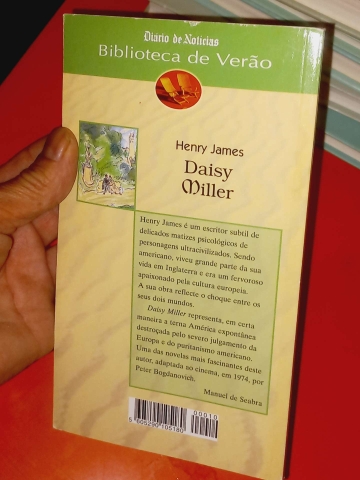 Diario de Noticias
Biblioteca de Verão
Henry James
Daisy
Miller
Henry James é um escritor subtil de
delicados matizes psicológicos de
personagens ultracivilizados. Sendo
americano, viveu grande parte da sua
vida em Inglaterra e era um fervoroso
apaixonado pela cultura europeia.
A sua obra reflecte o choque entre os
seus dois mundos.
Daisy Miller representa, em certa
maneira a terna América expontânea
destroçada pelo severo julgamento da
Europa e do puritanismo americano.
Uma das novelas mais fascinantes deste
autor, adaptada ao cinema, em 1974, por
Peter Bogdanovich.
Manuel de Seabra
00010